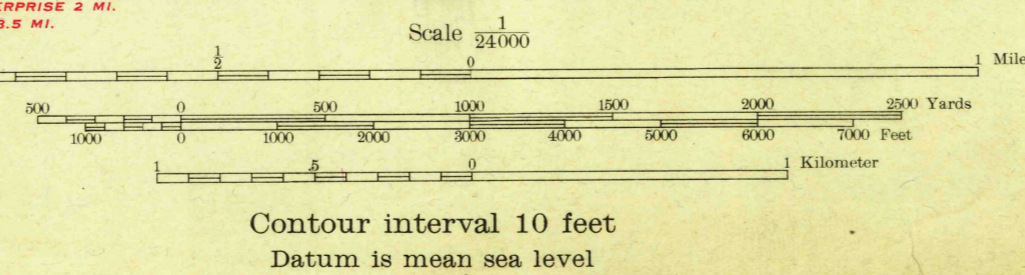 ERPRISE 2 MI.
3.5 MI.
Scale 1/24000
1/2 0 1 Mile
500 0 500 1000 1500 2000 2500 Yards
1000 0 1000 2000 3000 4000 5000 6000 7000 Feet
1 .5 0 1 Kilometer
Contour interval 10 feet
Datum is mean sea level